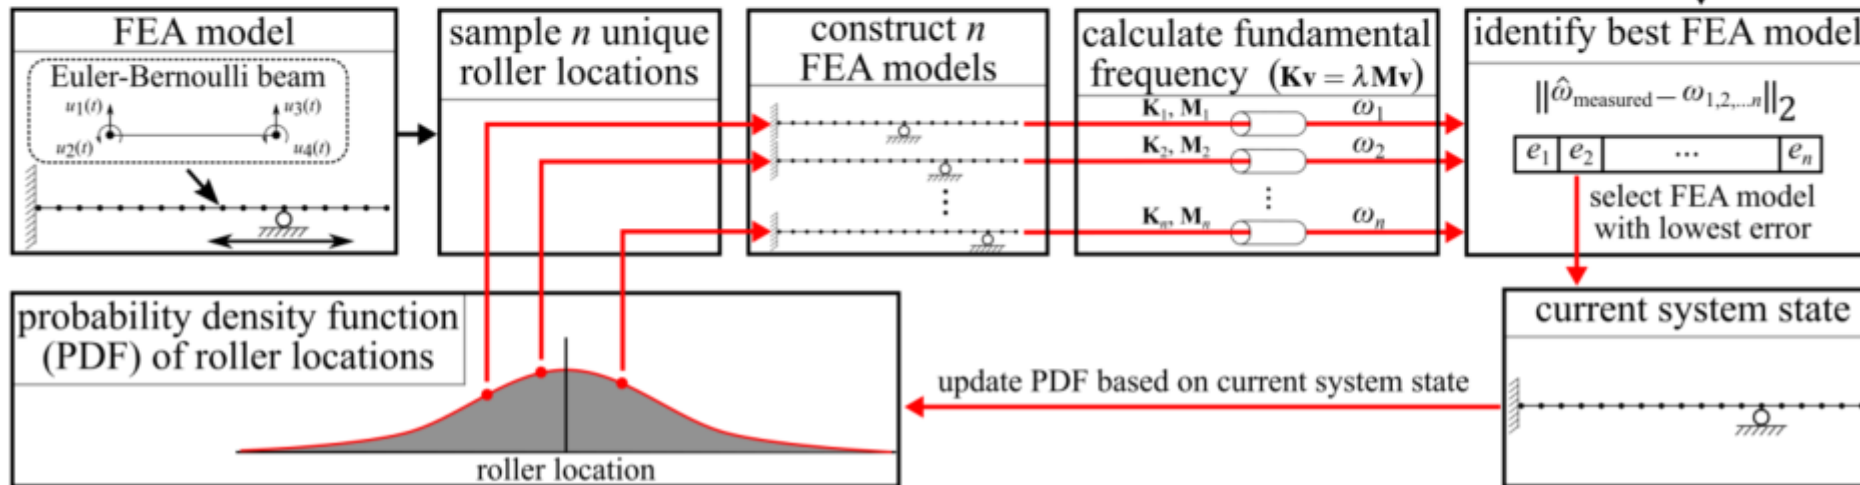 FEA model
Euler-Bernoulli beam
u₁(t)
u₃(t)
u₂(t)
u₄(t)
sample n unique
roller locations
construct n
FEA models
calculate fundamental
frequency (Kv = λMv)
K₁, M₁
ω₁
K₂, M₂
ω₂
⋮
⋮
Kₙ, Mₙ
ωₙ
identify best FEA model
‖ω̂measured − ω₁,₂,...ₙ‖₂
e₁ e₂ ... eₙ
select FEA model
with lowest error
probability density function
(PDF) of roller locations
roller location
update PDF based on current system state
current system state